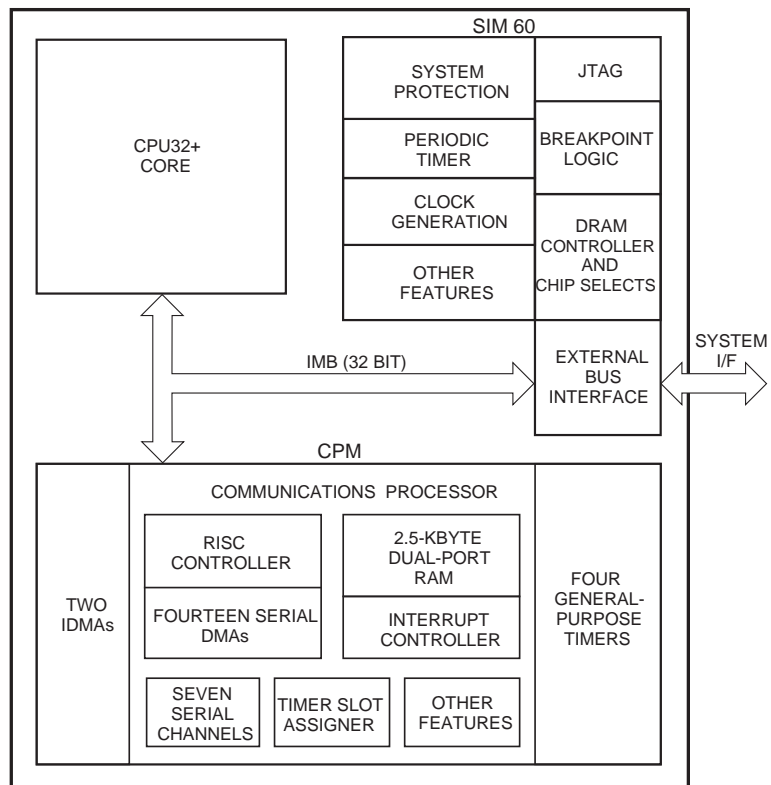 SIM 60
CPU32+
CORE
SYSTEM
PROTECTION
PERIODIC
TIMER
CLOCK
GENERATION
OTHER
FEATURES
JTAG
BREAKPOINT
LOGIC
DRAM
CONTROLLER
AND
CHIP SELECTS
EXTERNAL
BUS
INTERFACE
SYSTEM
I/F
IMB (32 BIT)
CPM
TWO
IDMAs
COMMUNICATIONS PROCESSOR
RISC
CONTROLLER
FOURTEEN SERIAL
DMAs
2.5-KBYTE
DUAL-PORT
RAM
INTERRUPT
CONTROLLER
SEVEN
SERIAL
CHANNELS
TIMER SLOT
ASSIGNER
OTHER
FEATURES
FOUR
GENERAL-
PURPOSE
TIMERS